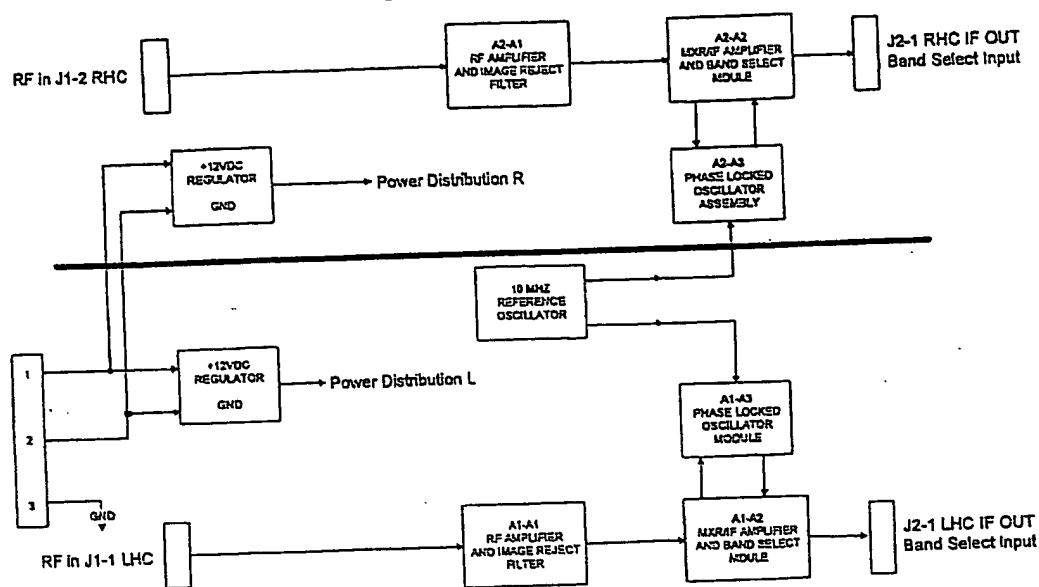 RF in J1-2 RHC
A2-A1
RF AMPLIFIER
AND IMAGE REJECT
FILTER
A2-A2
MXR/IF AMPLIFIER
AND BAND SELECT
MODULE
J2-1 RHC IF OUT
Band Select Input
+12VDC
REGULATOR
GND
Power Distribution R
A2-A3
PHASE LOCKED
OSCILLATOR
ASSEMBLY
10 MHZ
REFERENCE
OSCILLATOR
1
2
3
GND
+12VDC
REGULATOR
GND
Power Distribution L
A1-A3
PHASE LOCKED
OSCILLATOR
MODULE
RF in J1-1 LHC
A1-A1
RF AMPLIFIER
AND IMAGE REJECT
FILTER
A1-A2
MXR/IF AMPLIFIER
AND BAND SELECT
MODULE
J2-1 LHC IF OUT
Band Select Input